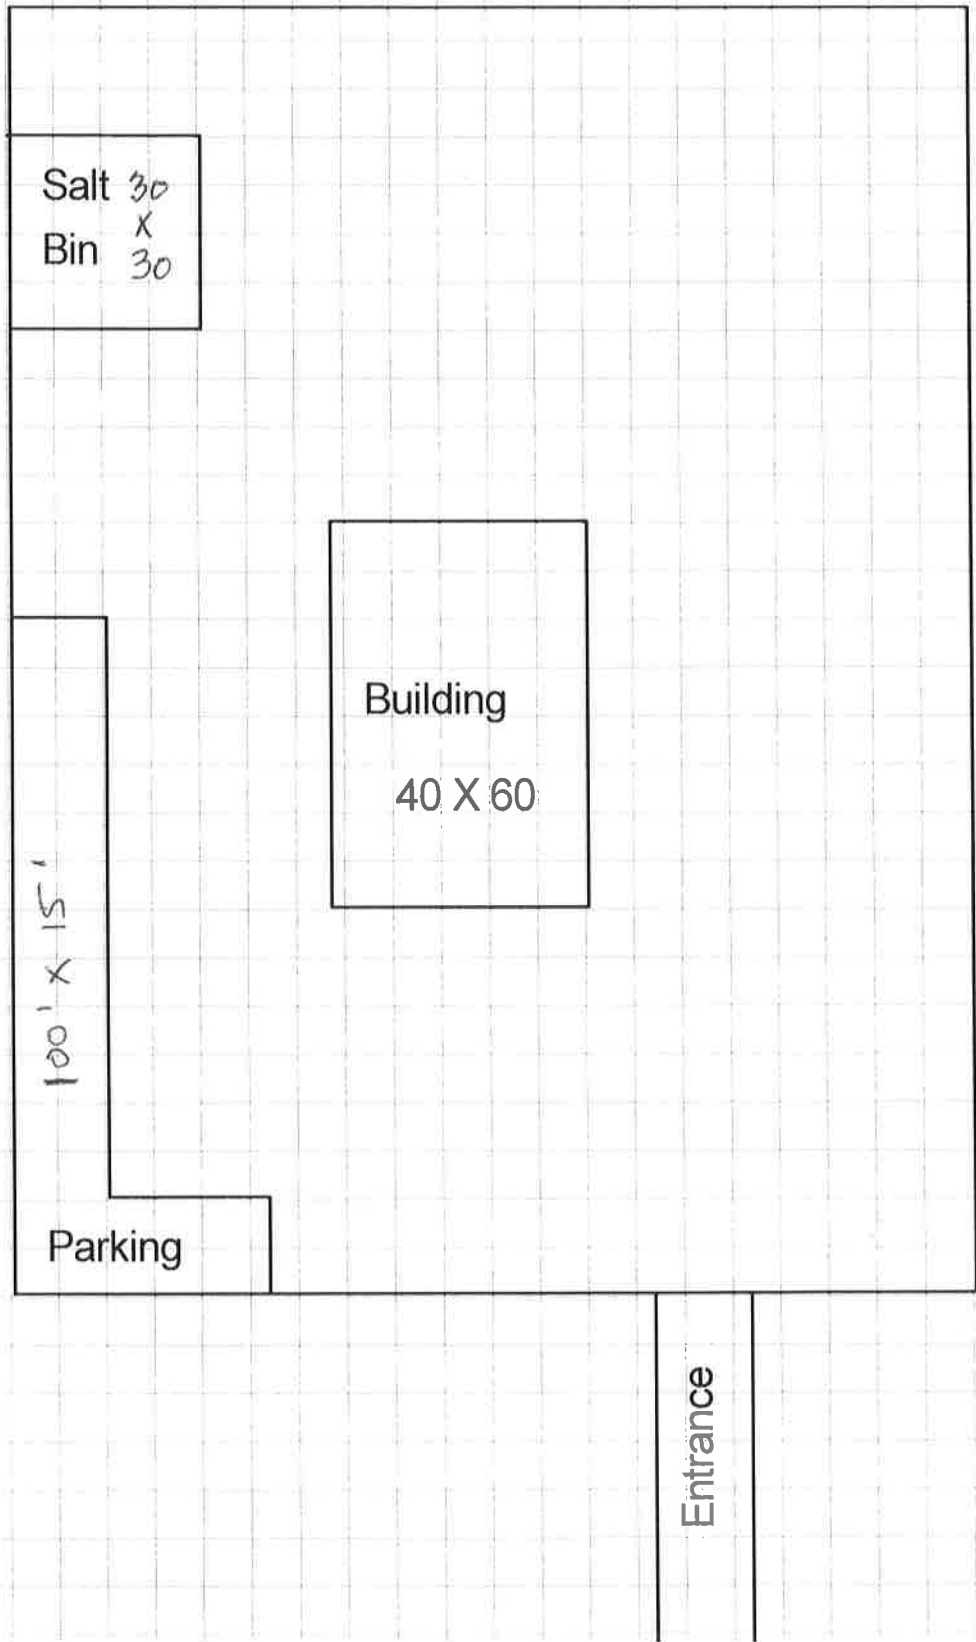 Salt 30
X
Bin 30
Building
40 X 60
100' X 15'
Parking
Entrance